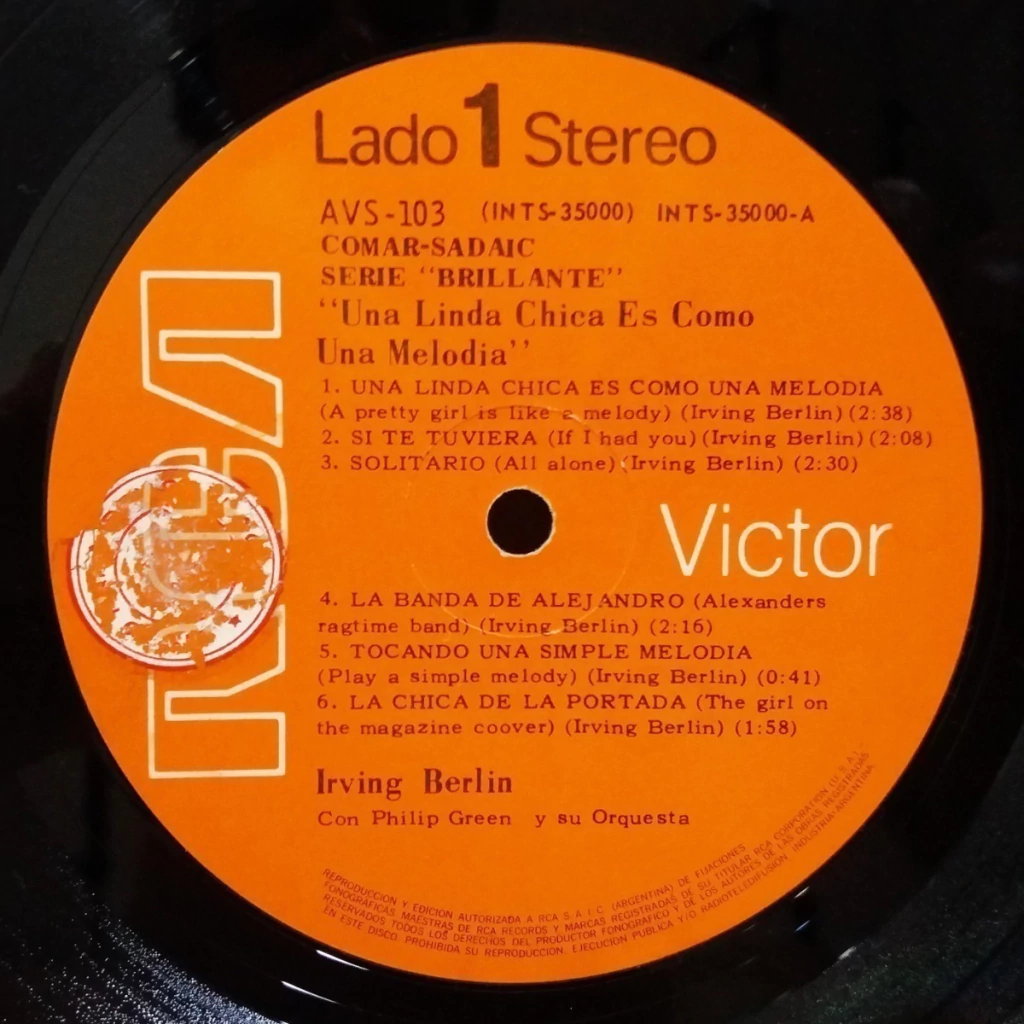 Lado 1 Stereo
AVS-103 (INTS-35000) INTS-35000-A
COMAR-SADAIC
SERIE "BRILLANTE"
"Una Linda Chica Es Como
Una Melodia"
1. UNA LINDA CHICA ES COMO UNA MELODIA
(A pretty girl is like a melody) (Irving Berlin) (2:38)
2. SI TE TUVIERA (If I had you) (Irving Berlin) (2:08)
3. SOLITARIO (All alone) (Irving Berlin) (2:30)
RCA
Victor
4. LA BANDA DE ALEJANDRO (Alexanders
ragtime band) (Irving Berlin) (2:16)
5. TOCANDO UNA SIMPLE MELODIA
(Play a simple melody) (Irving Berlin) (0:41)
6. LA CHICA DE LA PORTADA (The girl on
the magazine coover) (Irving Berlin) (1:58)
Irving Berlin
Con Philip Green y su Orquesta
REPRODUCCION Y EDICION AUTORIZADA A RCA S.A.I.C. (ARGENTINA) DE FIJACIONES
FONOGRAFICAS MAESTRAS DE RCA RECORDS Y MARCAS REGISTRADAS DE SU TITULAR RCA CORPORATION (U.S.A.).
RESERVADOS TODOS LOS DERECHOS DEL PRODUCTOR FONOGRAFICO Y DE LOS AUTORES DE LAS OBRAS REGISTRADAS
EN ESTE DISCO. PROHIBIDA SU REPRODUCCION, EJECUCION PUBLICA Y/O RADIOTELEDIFUSION INDUSTRIA ARGENTINA